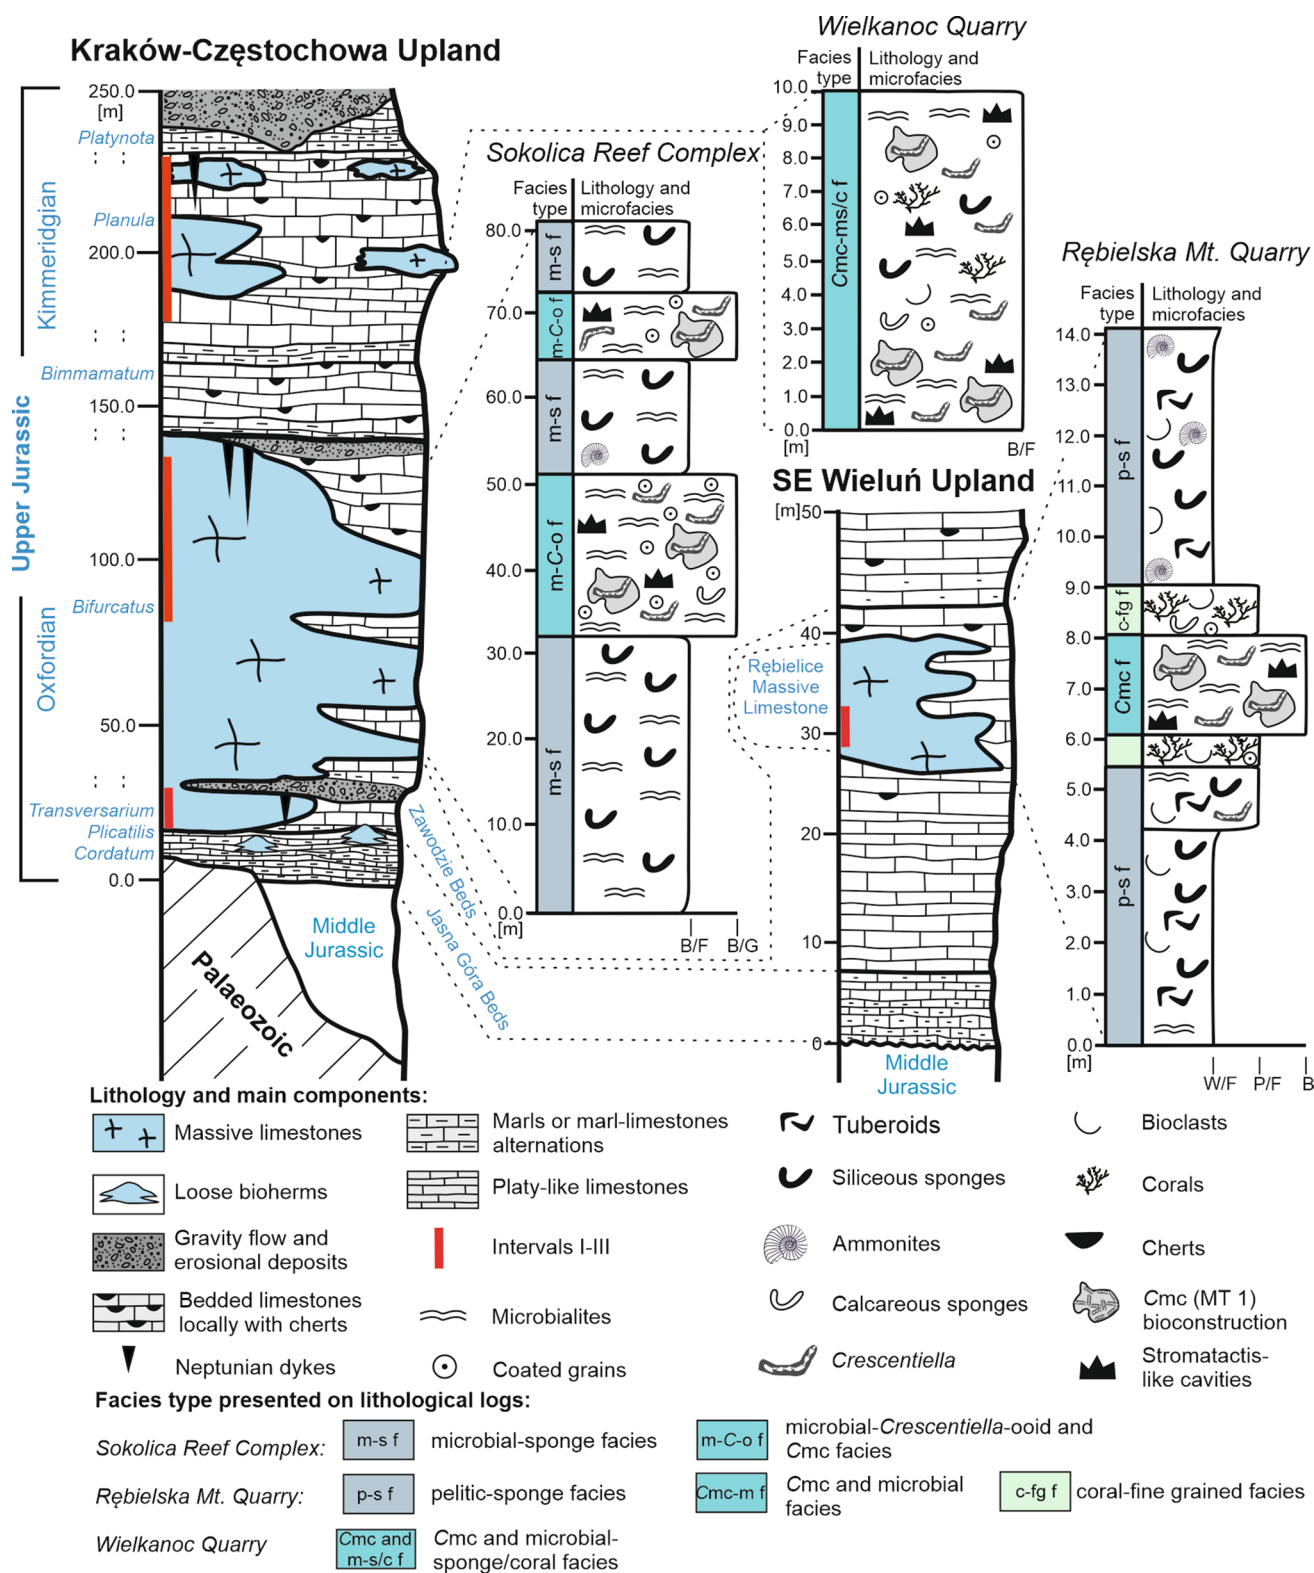 Kraków-Częstochowa Upland
250.0
[m]
200.0
150.0
100.0
50.0
0.0
Upper Jurassic
Kimmeridgian
Oxfordian
Platynota
: :
Planula
: :
Bimmamatum
: :
Bifurcatus
: :
Transversarium
Plicatilis
Cordatum
Palaeozoic
Middle
Jurassic
Zawodzie Beds
Jasna Góra Beds
Sokolica Reef Complex
Facies
type
Lithology and
microfacies
80.0
70.0
60.0
50.0
40.0
30.0
20.0
10.0
0.0
[m]
m-s f
m-C-o f
m-s f
m-C-o f
m-s f
B/F
B/G
Wielkanoc Quarry
Facies
type
Lithology and
microfacies
10.0
9.0
8.0
7.0
6.0
5.0
4.0
3.0
2.0
1.0
0.0
[m]
Cmc-ms/c f
B/F
SE Wieluń Upland
[m]50
40
30
20
10
0
Rębielice
Massive
Limestone
Middle
Jurassic
Rębielska Mt. Quarry
Facies
type
Lithology and
microfacies
14.0
13.0
12.0
11.0
10.0
9.0
8.0
7.0
6.0
5.0
4.0
3.0
2.0
1.0
0.0
[m]
p-s f
c-fg f
Cmc f
p-s f
W/F
P/F
B
Lithology and main components:
Massive limestones
Loose bioherms
Gravity flow and
erosional deposits
Bedded limestones
locally with cherts
Neptunian dykes
Marls or marl-limestones
alternations
Platy-like limestones
Intervals I-III
Microbialites
Coated grains
Tuberoids
Siliceous sponges
Ammonites
Calcareous sponges
Crescentiella
Bioclasts
Corals
Cherts
Cmc (MT 1)
bioconstruction
Stromatactis-
like cavities
Facies type presented on lithological logs:
Sokolica Reef Complex:
m-s f
microbial-sponge facies
m-C-o f
microbial-Crescentiella-ooid and
Cmc facies
Rębielska Mt. Quarry:
p-s f
pelitic-sponge facies
Cmc-m f
Cmc and microbial
facies
c-fg f
coral-fine grained facies
Wielkanoc Quarry
Cmc and
m-s/c f
Cmc and microbial-
sponge/coral facies